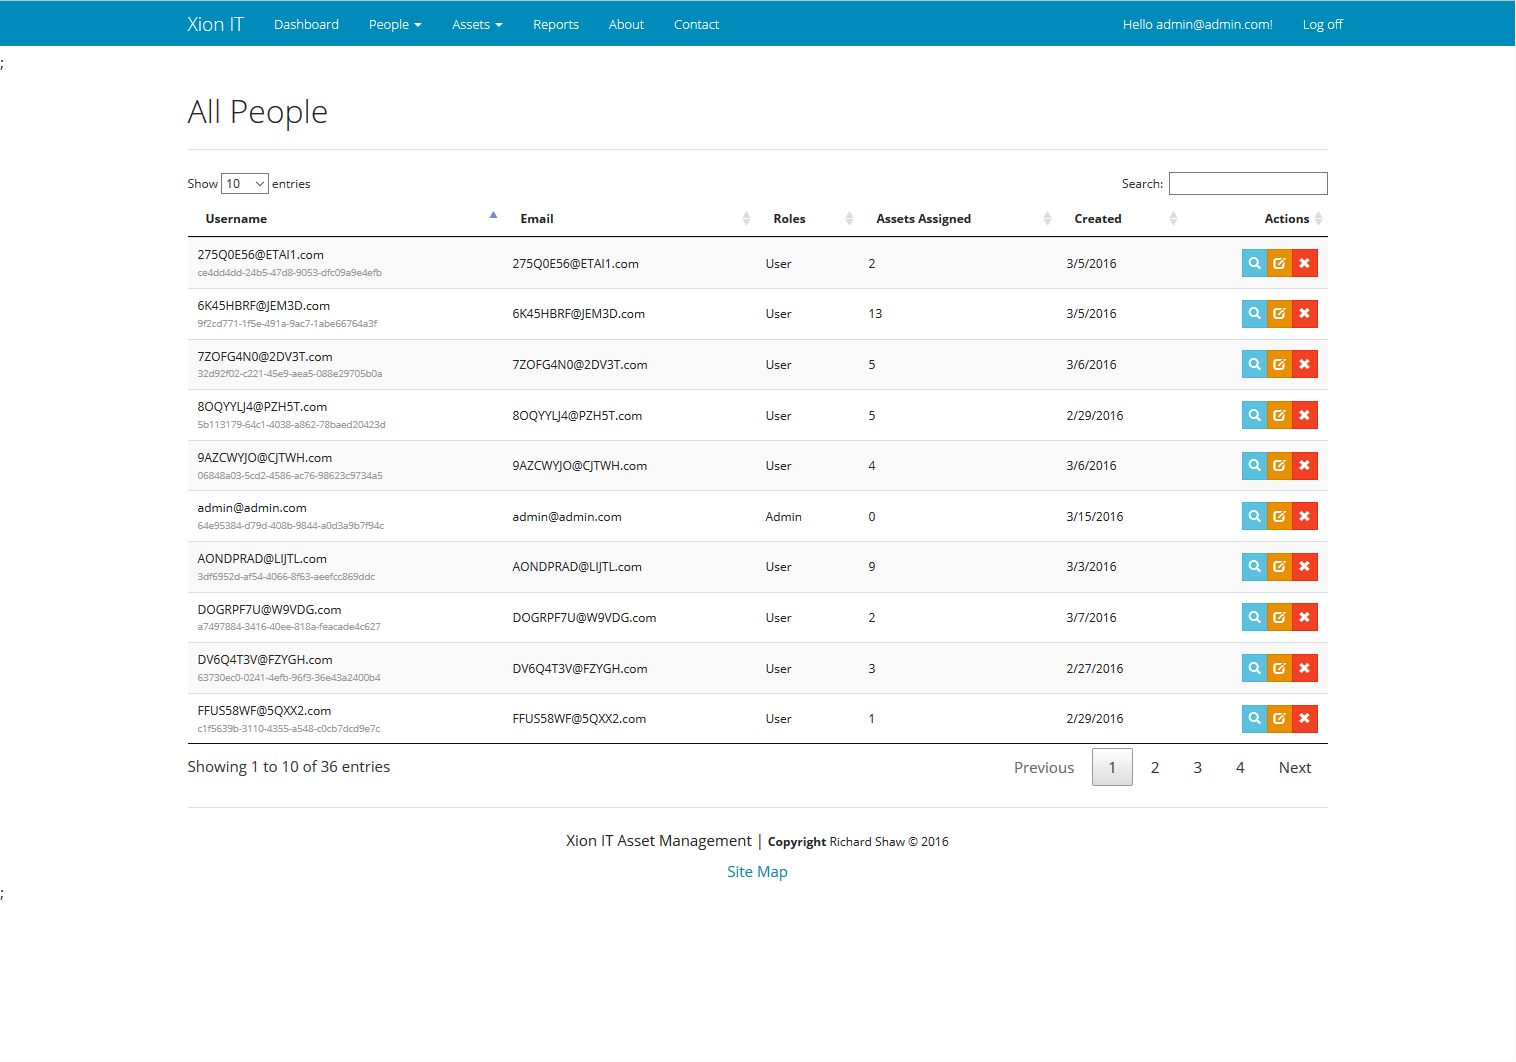 Xion IT Dashboard People Assets Reports About Contact Hello admin@admin.com! Log off
;
All People
Show 10 entries Search:
Username Email Roles Assets Assigned Created Actions
275Q0E56@ETAI1.com
ce4dd4dd-24b5-47d8-9053-dfc09a9e4efb
275Q0E56@ETAI1.com User 2 3/5/2016
6K45HBRF@JEM3D.com
9f2cd771-1f5e-491a-9ac7-1abe66764a3f
6K45HBRF@JEM3D.com User 13 3/5/2016
7ZOFG4N0@2DV3T.com
32d92f02-c221-45e9-aea5-088e29705b0a
7ZOFG4N0@2DV3T.com User 5 3/6/2016
8OQYYLJ4@PZH5T.com
5b113179-64c1-4038-a862-78baed20423d
8OQYYLJ4@PZH5T.com User 5 2/29/2016
9AZCWYJO@CJTWH.com
06848a03-5cd2-4586-ac76-98623c9734a5
9AZCWYJO@CJTWH.com User 4 3/6/2016
admin@admin.com
64e95384-d79d-408b-9844-a0d3a9b7f94c
admin@admin.com Admin 0 3/15/2016
AONDPRAD@LIJTL.com
3df6952d-af54-4066-8f63-aeefcc869ddc
AONDPRAD@LIJTL.com User 9 3/3/2016
DOGRPF7U@W9VDG.com
a7497884-3416-40ee-818a-feacade4c627
DOGRPF7U@W9VDG.com User 2 3/7/2016
DV6Q4T3V@FZYGH.com
63730ec0-0241-4efb-96f3-36e43a2400b4
DV6Q4T3V@FZYGH.com User 3 2/27/2016
FFUS58WF@5QXX2.com
c1f5639b-3110-4355-a548-c0cb7dcd9e7c
FFUS58WF@5QXX2.com User 1 2/29/2016
Showing 1 to 10 of 36 entries Previous 1 2 3 4 Next
Xion IT Asset Management | Copyright Richard Shaw © 2016
Site Map
;